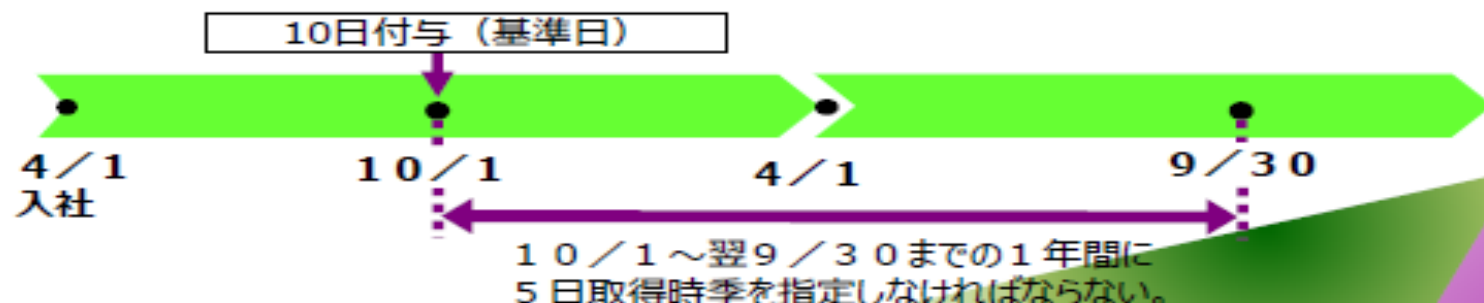 10日付与（基準日）
４／１
入社
１０／１
４／１
９／３０
１０／１～翌９／３０までの１年間に
５日取得時季を指定しなければならない。